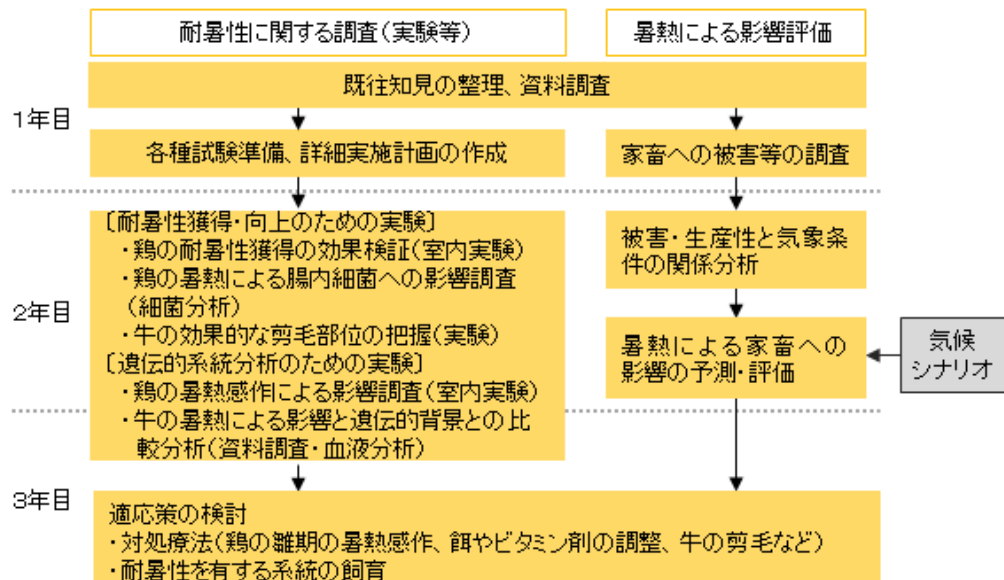 耐暑性に関する調査(実験等)
暑熱による影響評価
既往知見の整理、資料調査
1年目
各種試験準備、詳細実施計画の作成
家畜への被害等の調査
〔耐暑性獲得・向上のための実験〕
・鶏の耐暑性獲得の効果検証(室内実験)
・鶏の暑熱による腸内細菌への影響調査
(細菌分析)
・牛の効果的な剪毛部位の把握(実験)
〔遺伝的系統分析のための実験〕
・鶏の暑熱感作による影響調査(室内実験)
・牛の暑熱による影響と遺伝的背景との比
較分析(資料調査・血液分析)
2年目
被害・生産性と気象条
件の関係分析
暑熱による家畜への
影響の予測・評価
気候
シナリオ
3年目
適応策の検討
・対処療法(鶏の雛期の暑熱感作、餌やビタミン剤の調整、牛の剪毛など)
・耐暑性を有する系統の飼育